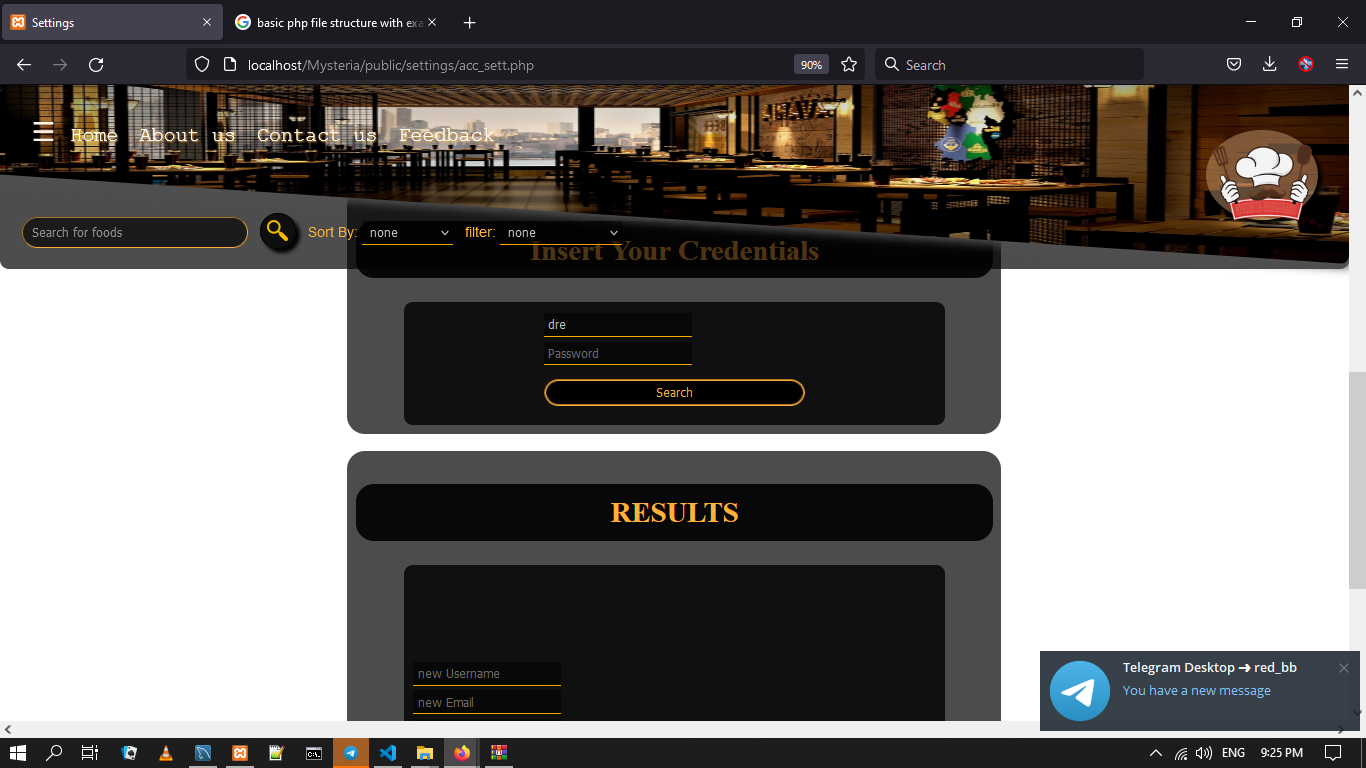 Settings
basic php file structure with exa
localhost/Mysteria/public/settings/acc_sett.php
90%
Search
Home About us Contact us Feedback
Search for foods
Sort By: none
filter: none
Insert Your Credentials
dre
Password
Search
RESULTS
new Username
new Email
Telegram Desktop ➜ red_bb
You have a new message
ENG
9:25 PM